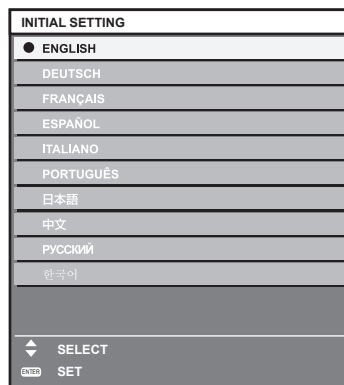 INITIAL SETTING
ENGLISH
DEUTSCH
FRANÇAIS
ESPAÑOL
ITALIANO
PORTUGUÊS
日本語
中文
РУССКИЙ
한국어
SELECT
ENTER SET